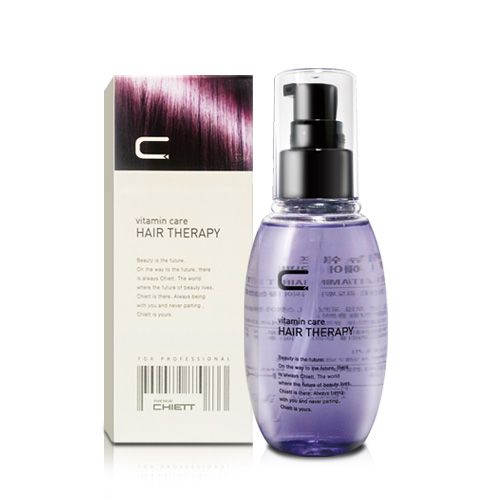 vitamin care
HAIR THERAPY
Beauty is the future.
On the way to the future, there
is always Chiett. The world
where the future of beauty lives,
Chiett is there. Always being
with you and never parting,
Chiett is yours.
FOR PROFESSIONAL
CHIETT
vitamin care
HAIR THERAPY
Beauty is the future.
On the way to the future, there
is always Chiett. The world
where the future of beauty lives,
Chiett is there. Always being
with you and never parting,
Chiett is yours.